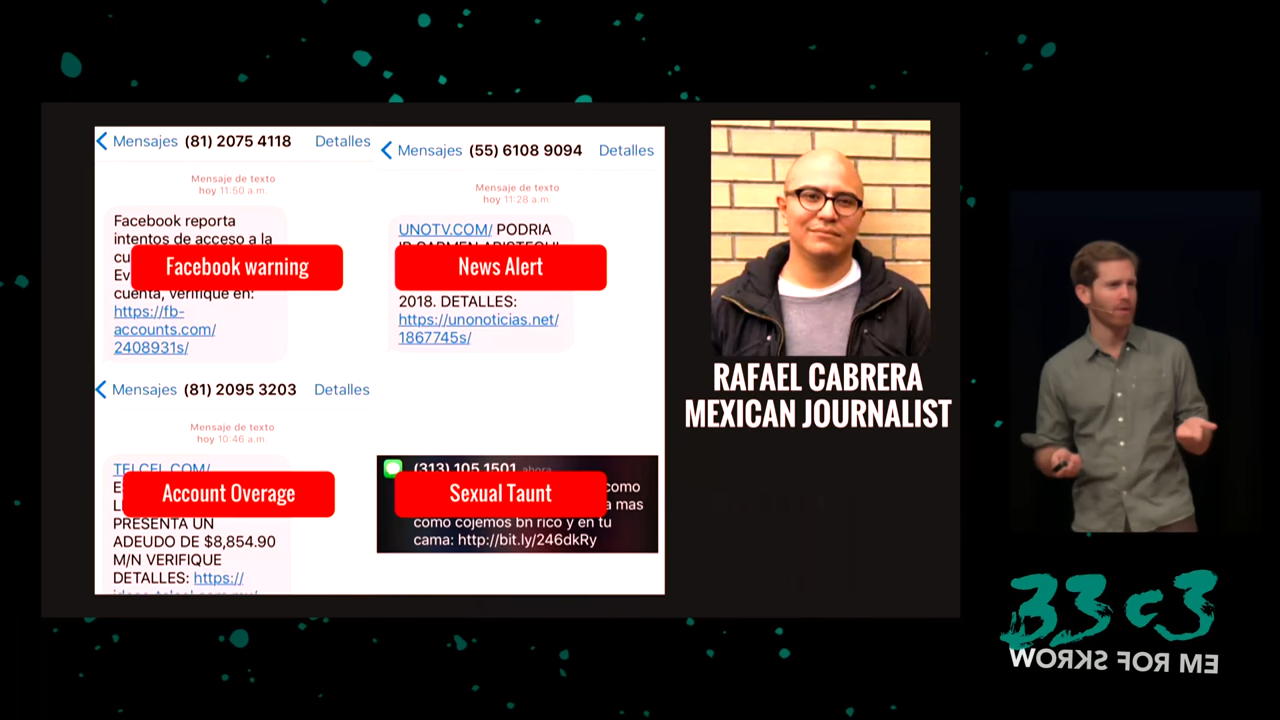 Mensajes (81) 2075 4118 Detalles
Mensaje de texto
hoy 11:50 a.m.
Facebook reporta
intentos de acceso a la
Facebook warning
cuenta, verifique en:
https://fb-
accounts.com/
2408931s/
Mensajes (55) 6108 9094 Detalles
Mensaje de texto
hoy 11:28 a.m.
UNOTV.COM/ PODRIA
News Alert
2018. DETALLES:
https://unonoticias.net/
1867745s/
Mensajes (81) 2095 3203 Detalles
Mensaje de texto
hoy 10:46 a.m.
TELCEL.COM/
Account Overage
PRESENTA UN
ADEUDO DE $8,854.90
M/N VERIFIQUE
DETALLES: https://
(313) 105 1501 ahora
Sexual Taunt
como
mas
como cojemos bn rico y en tu
cama: http://bit.ly/246dkRy
RAFAEL CABRERA
MEXICAN JOURNALIST
33c3
WORKS FOR ME